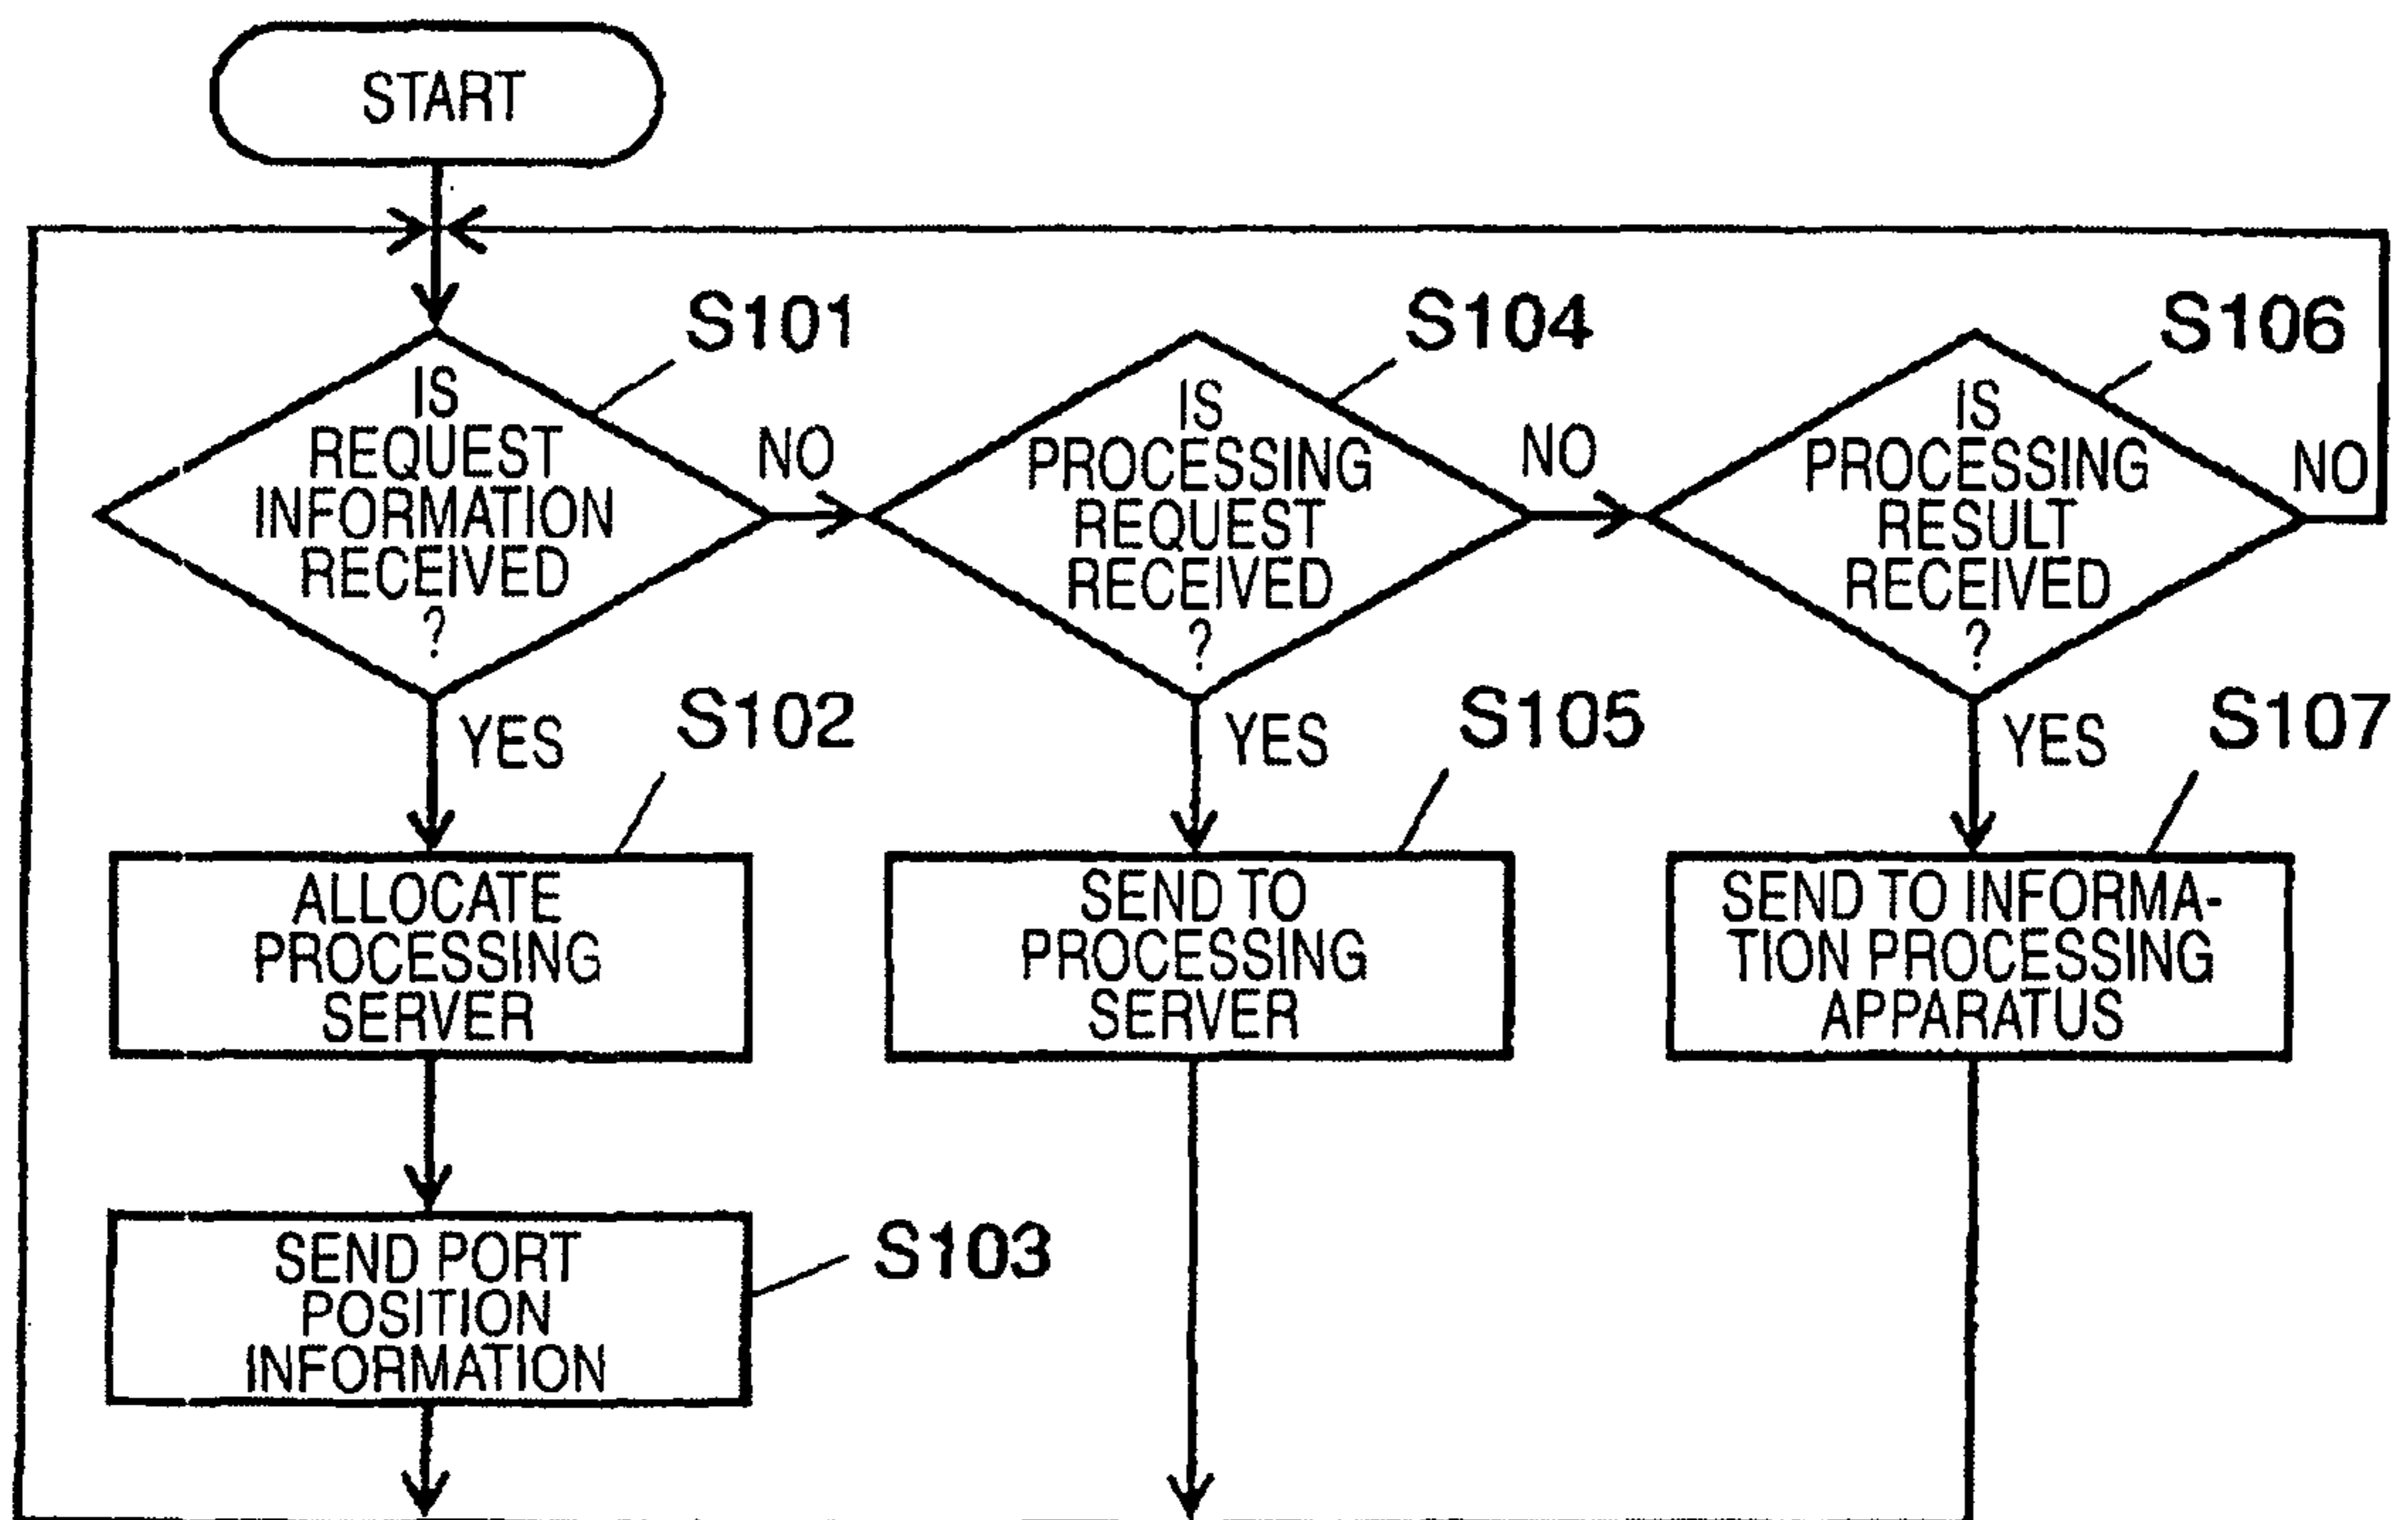 START
S101
IS
REQUEST
INFORMATION
RECEIVED
?
NO
YES
S104
IS
PROCESSING
REQUEST
RECEIVED
?
NO
YES
S106
IS
PROCESSING
RESULT
RECEIVED
?
NO
YES
S102
ALLOCATE
PROCESSING
SERVER
S105
SEND TO
PROCESSING
SERVER
S107
SEND TO INFORMA-
TION PROCESSING
APPARATUS
S103
SEND PORT
POSITION
INFORMATION